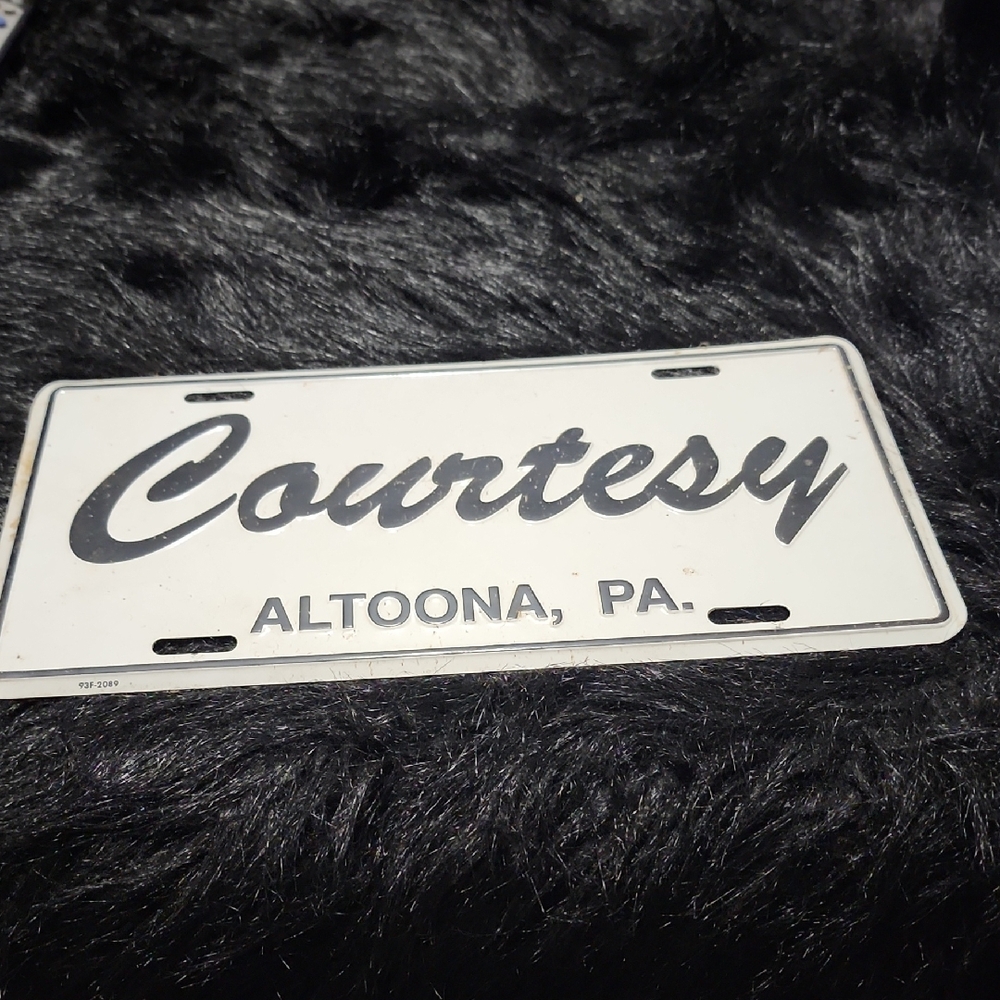 Courtesy
ALTOONA, PA.
93F-2089